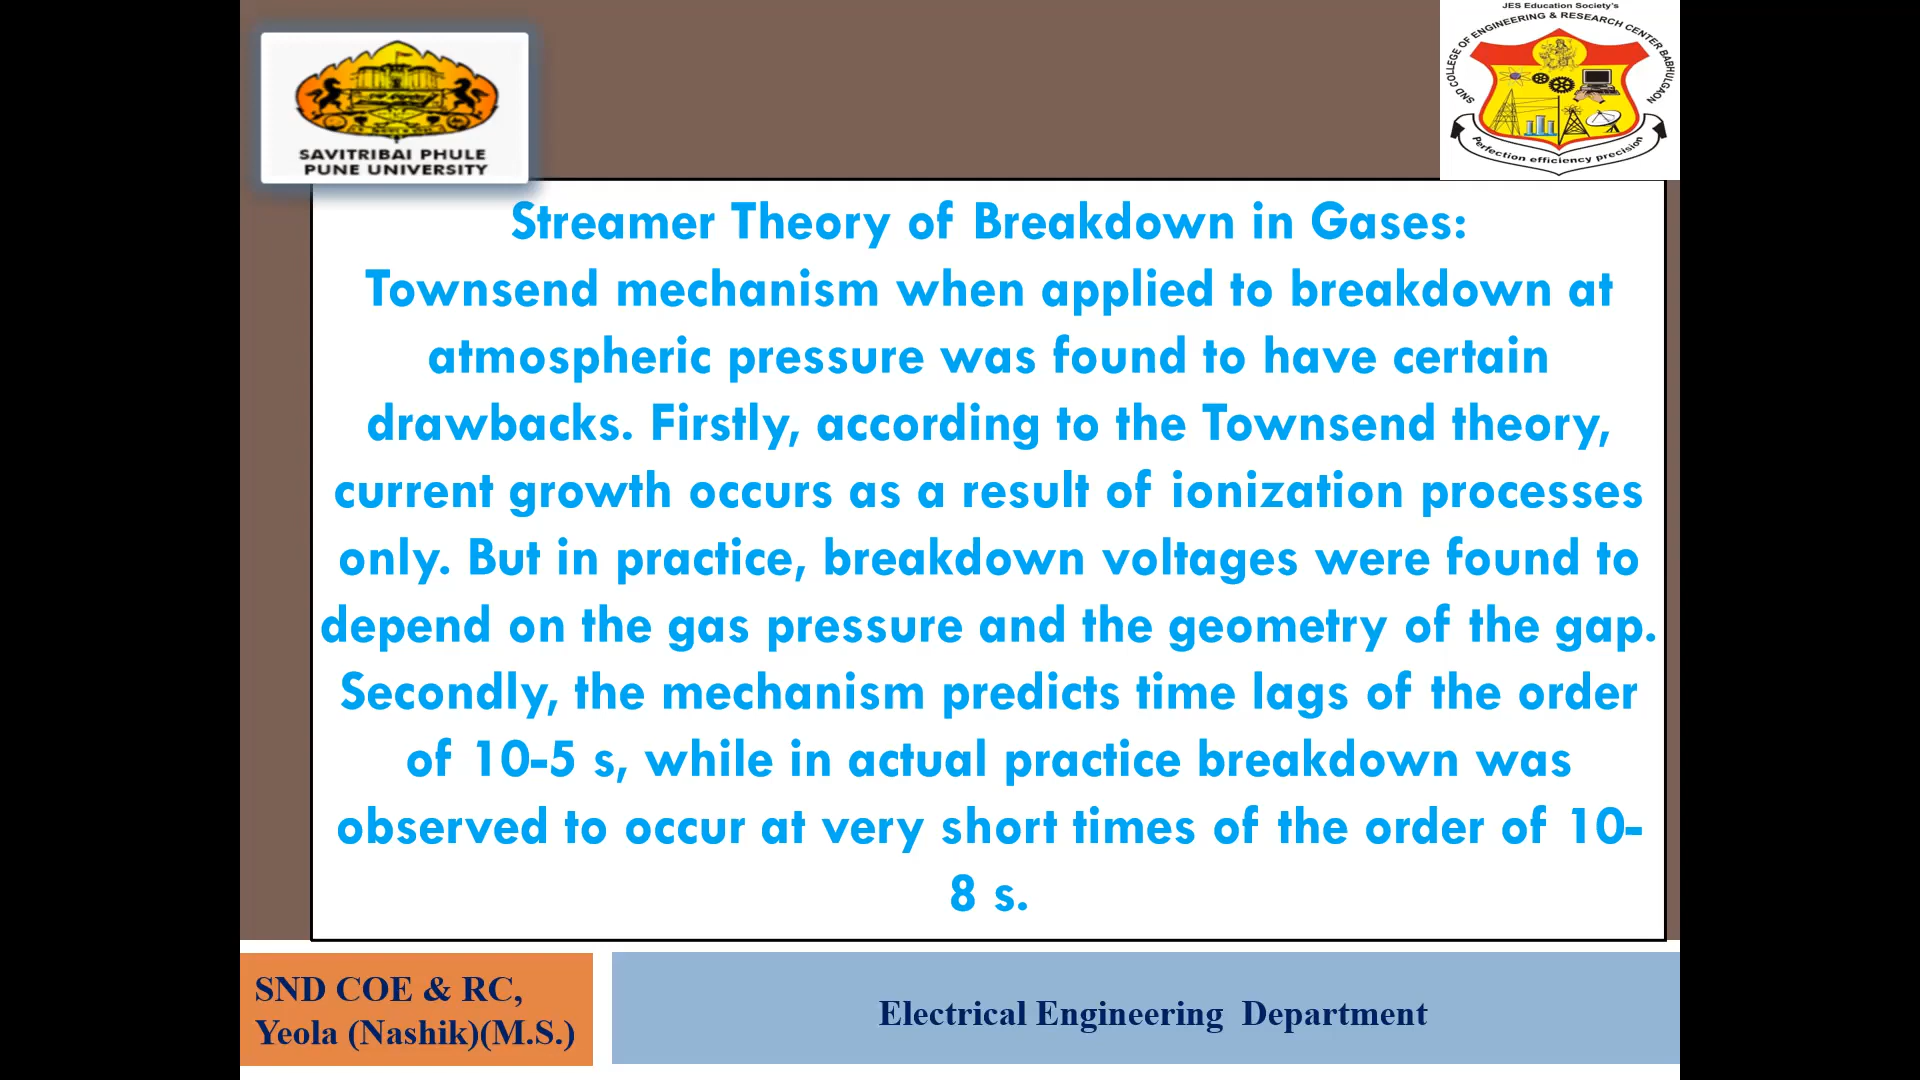 JES Education Society's
SND COLLEGE OF ENGINEERING & RESEARCH CENTER BABHULGAON
Perfection efficiency precision
SAVITRIBAI PHULE
PUNE UNIVERSITY
Streamer Theory of Breakdown in Gases:
Townsend mechanism when applied to breakdown at
atmospheric pressure was found to have certain
drawbacks. Firstly, according to the Townsend theory,
current growth occurs as a result of ionization processes
only. But in practice, breakdown voltages were found to
depend on the gas pressure and the geometry of the gap.
Secondly, the mechanism predicts time lags of the order
of 10-5 s, while in actual practice breakdown was
observed to occur at very short times of the order of 10-
8 s.
SND COE & RC,
Yeola (Nashik)(M.S.)
Electrical Engineering  Department